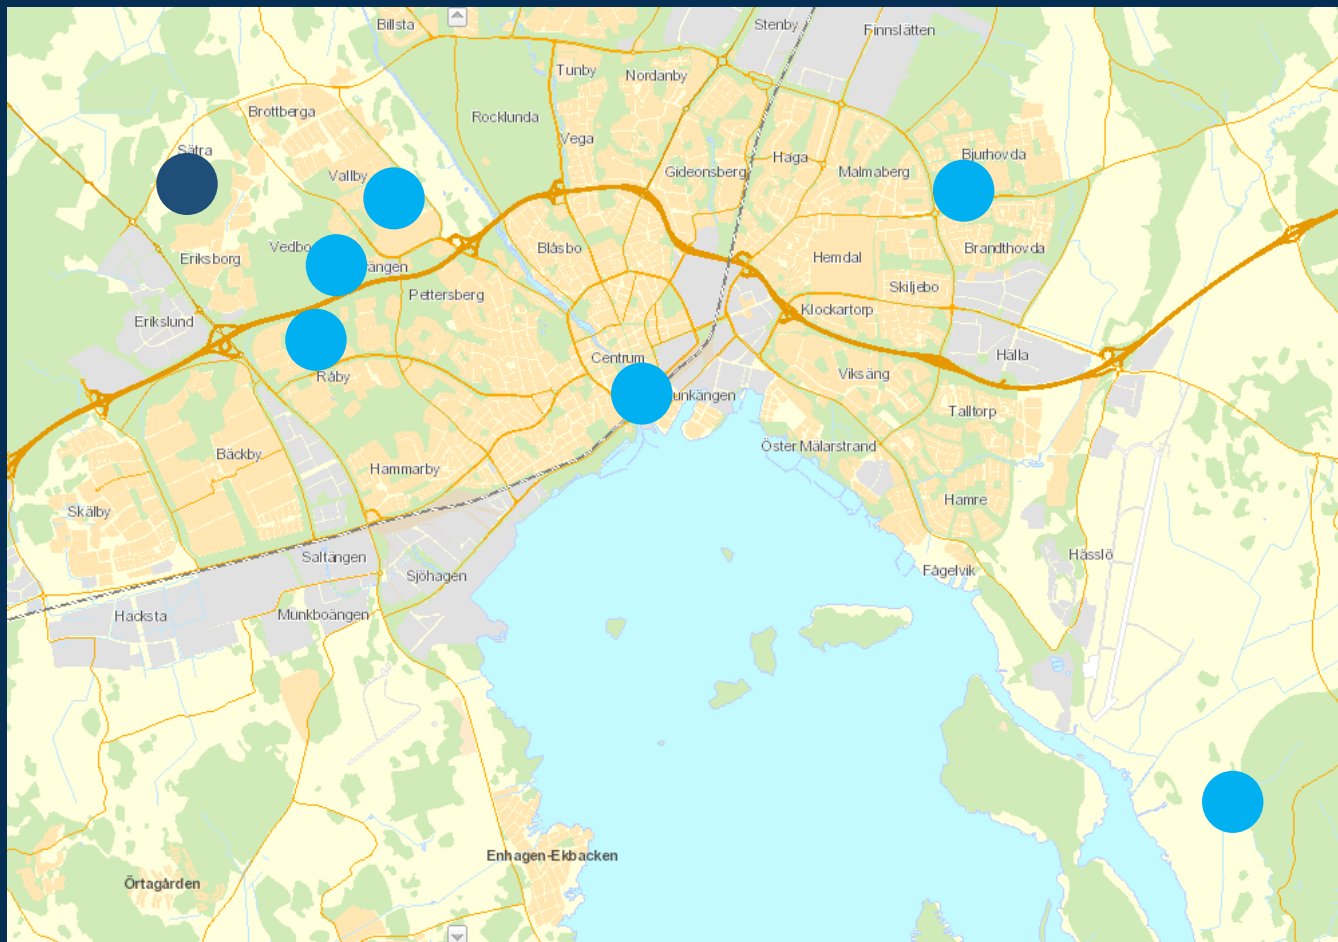 Billsta
Stenby
Finnslätten
Tunby
Nordanby
Brottberga
Rocklunda
Vega
Sätra
Haga
Bjurhovda
Vallby
Gideonsberg
Malmaberg
Vedbo
Blåsbo
Brandthovda
Eriksborg
ängen
Hemdal
Pettersberg
Skiljebo
Erikslund
Klockartorp
Centrum
Hälla
Råby
Viksäng
unkängen
Talltorp
Öster Mälarstrand
Bäckby
Hammarby
Hamre
Skälby
Saltängen
Hässlö
Sjöhagen
Fågelvik
Hacksta
Munkboängen
Enhagen-Ekbacken
Örtagården